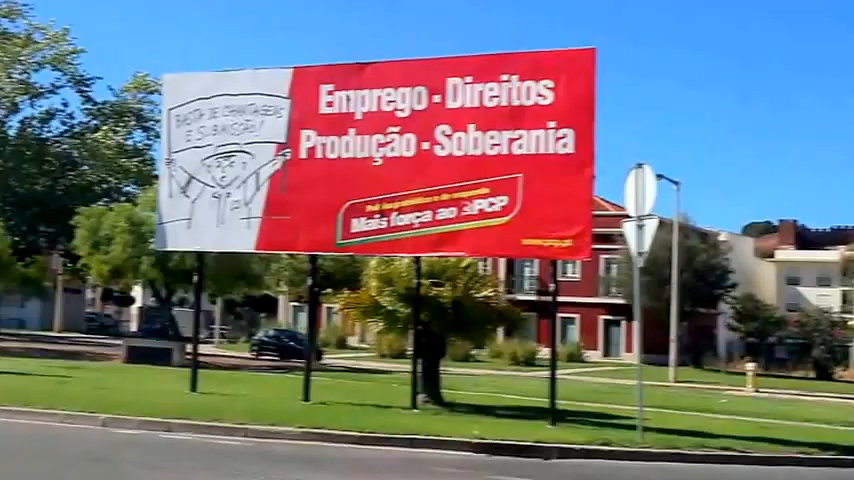 BASTA DE CHANTAGENS
E SUBMISSÃO!
Emprego - Direitos
Produção - Soberania
Mais força ao PCP